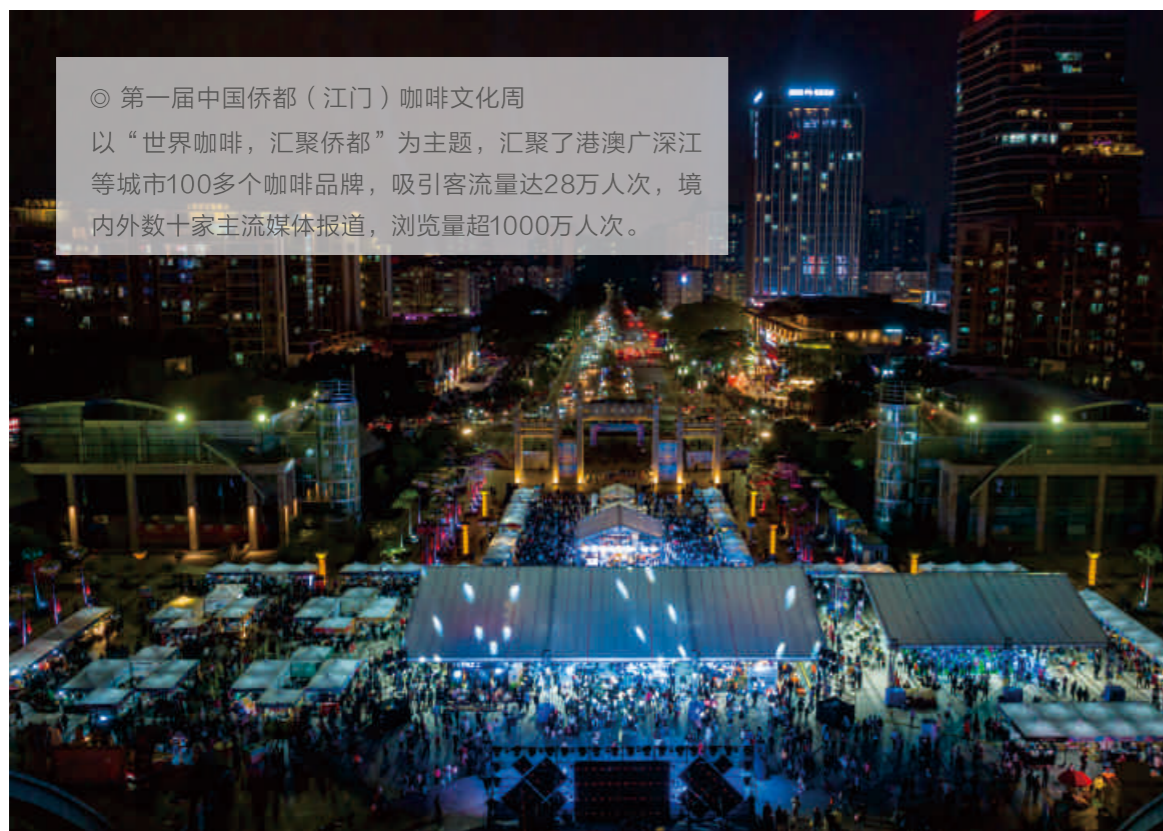 ◎ 第一届中国侨都（江门）咖啡文化周
以“世界咖啡，汇聚侨都”为主题，汇聚了港澳广深江
等城市100多个咖啡品牌，吸引客流量达28万人次，境
内外数十家主流媒体报道，浏览量超1000万人次。